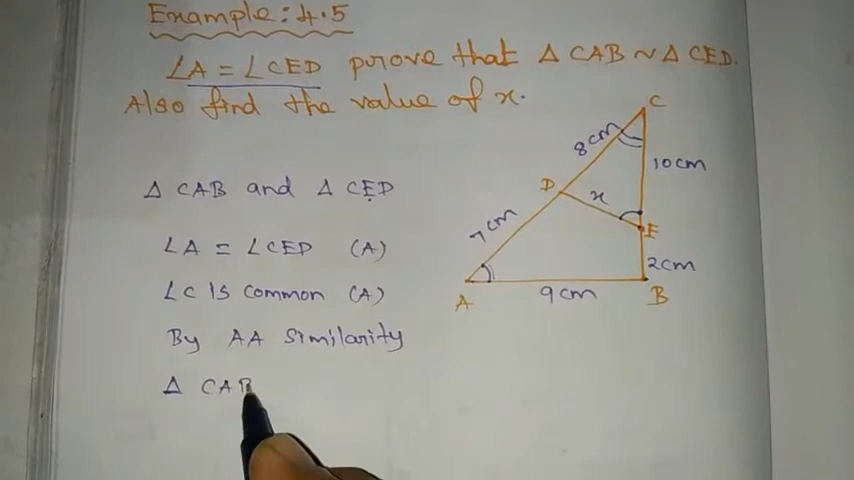 Example: 4.5
∠A = ∠CED prove that Δ CAB ~ Δ CED.
Also find the value of x.
C
8cm
10cm
D
x
7cm
E
2cm
A
9cm
B
Δ CAB and Δ CED
∠A = ∠CED (A)
∠C is common (A)
By AA Similarity
Δ CAB